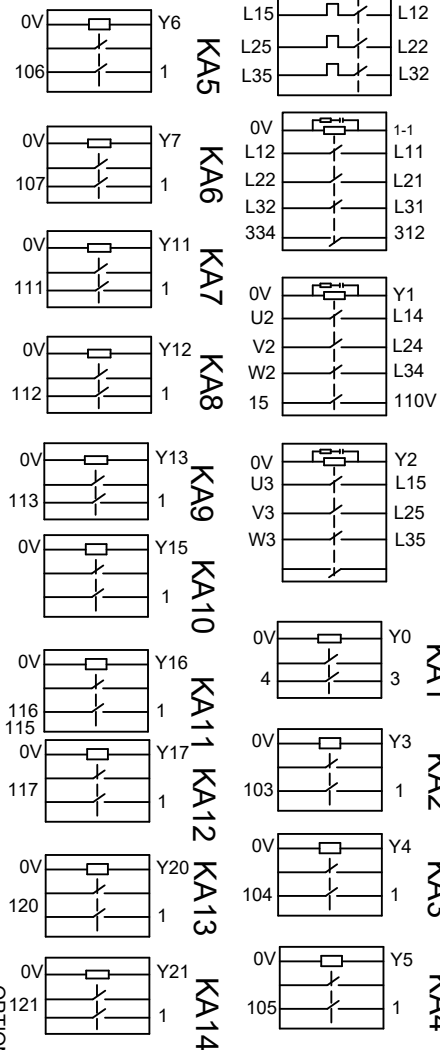 0V Y6
106 1
KA5
0V Y7
107 1
KA6
0V Y11
111 1
KA7
0V Y12
112 1
KA8
0V Y13
113 1
KA9
0V Y15
1
KA10
0V Y16
116 1
115
KA11
0V Y17
117 1
KA12
0V Y20
120 1
KA13
0V Y21
121 1
KA14
L15 L12
L25 L22
L35 L32
0V 1-1
L12 L11
L22 L21
L32 L31
334 312
0V Y1
U2 L14
V2 L24
W2 L34
15 110V
0V Y2
U3 L15
V3 L25
W3 L35
0V Y0
4 3
KA1
0V Y3
103 1
KA2
0V Y4
104 1
KA3
0V Y5
105 1
KA4